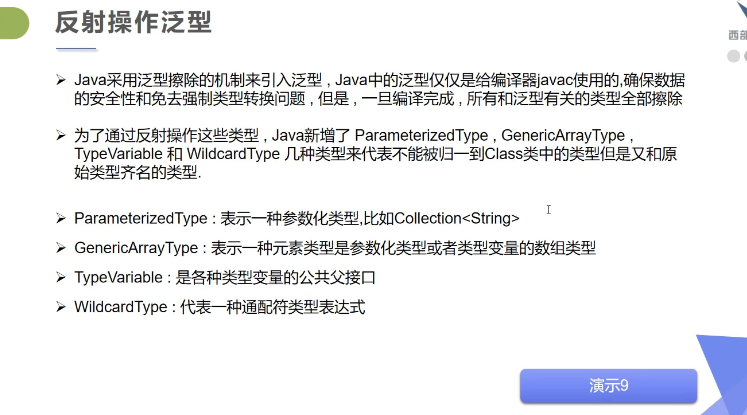 反射操作泛型
西部
Java采用泛型擦除的机制来引入泛型 , Java中的泛型仅仅是给编译器javac使用的,确保数据
的安全性和免去强制类型转换问题 , 但是 , 一旦编译完成 , 所有和泛型有关的类型全部擦除
为了通过反射操作这些类型 , Java新增了 ParameterizedType , GenericArrayType ,
TypeVariable 和 WildcardType 几种类型来代表不能被归一到Class类中的类型但是又和原
始类型齐名的类型.
ParameterizedType : 表示一种参数化类型,比如Collection<String>
GenericArrayType : 表示一种元素类型是参数化类型或者类型变量的数组类型
TypeVariable : 是各种类型变量的公共父接口
WildcardType : 代表一种通配符类型表达式
演示9